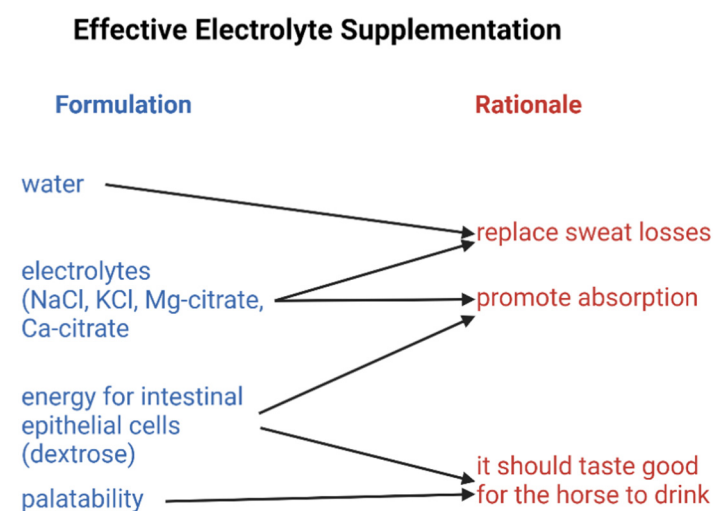 Effective Electrolyte Supplementation
Formulation
Rationale
water
replace sweat losses
electrolytes
(NaCl, KCl, Mg-citrate,
Ca-citrate
promote absorption
energy for intestinal
epithelial cells
(dextrose)
palatability
it should taste good
for the horse to drink